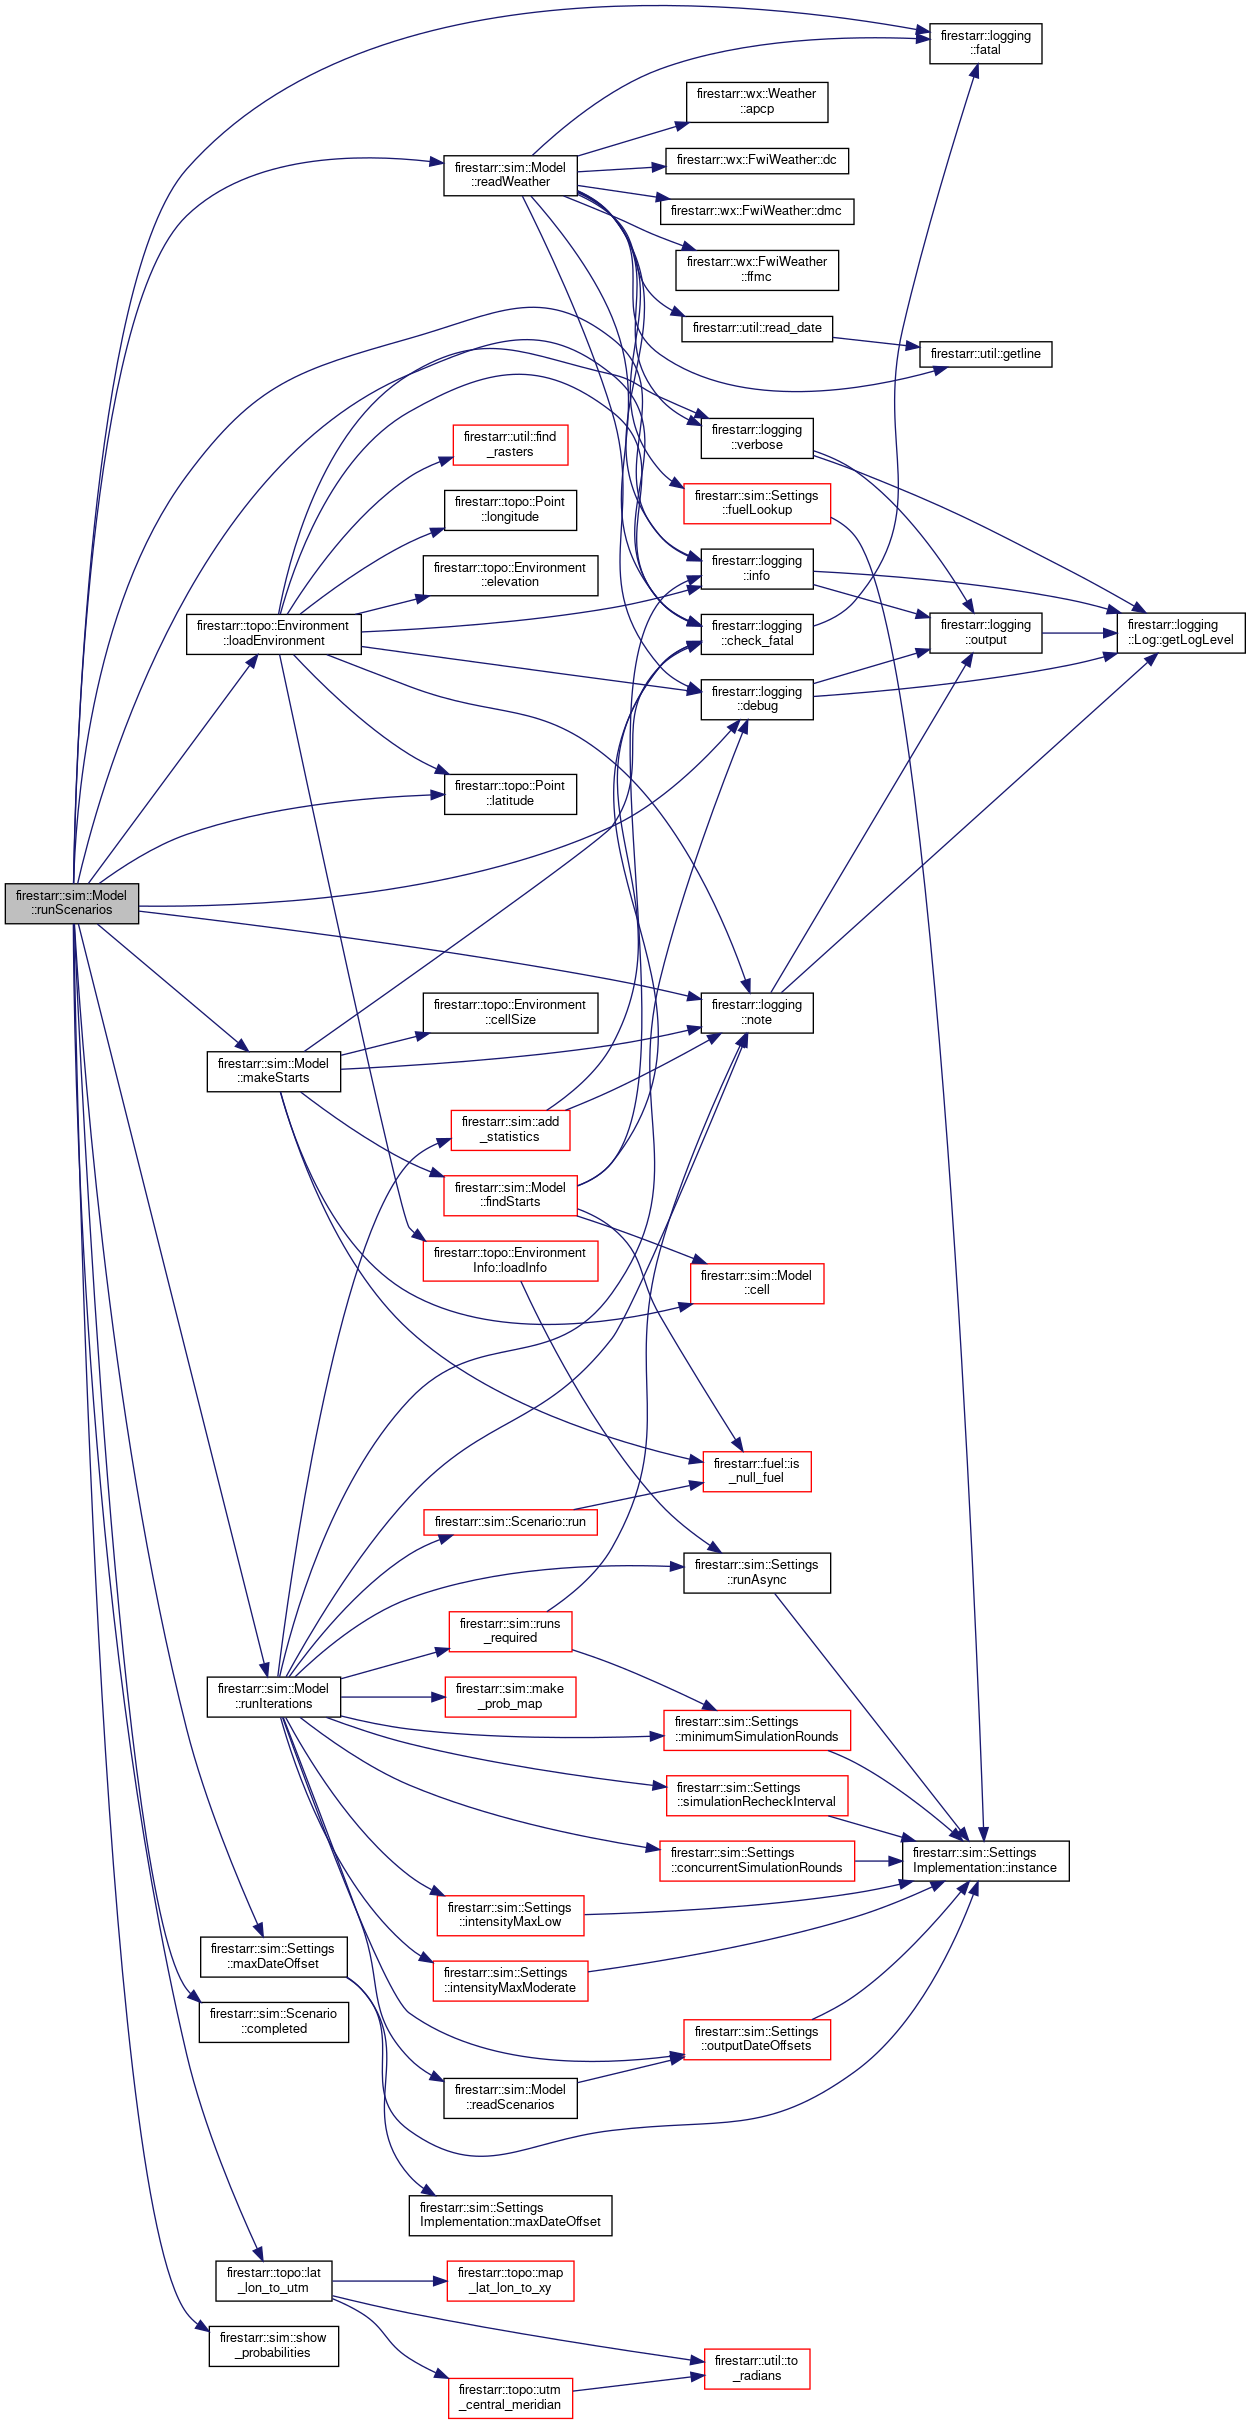 firestarr::logging
::fatal
firestarr::wx::Weather
::apcp
firestarr::wx::FwiWeather::dc
firestarr::sim::Model
::readWeather
firestarr::wx::FwiWeather::dmc
firestarr::wx::FwiWeather
::ffmc
firestarr::util::read_date
firestarr::util::getline
firestarr::logging
::verbose
firestarr::util::find
_rasters
firestarr::sim::Settings
::fuelLookup
firestarr::topo::Point
::longitude
firestarr::logging
::info
firestarr::topo::Environment
::elevation
firestarr::topo::Environment
::loadEnvironment
firestarr::logging
::check_fatal
firestarr::logging
::output
firestarr::logging
::Log::getLogLevel
firestarr::logging
::debug
firestarr::topo::Point
::latitude
firestarr::sim::Model
::runScenarios
firestarr::topo::Environment
::cellSize
firestarr::logging
::note
firestarr::sim::Model
::makeStarts
firestarr::sim::add
_statistics
firestarr::sim::Model
::findStarts
firestarr::topo::Environment
Info::loadInfo
firestarr::sim::Model
::cell
firestarr::fuel::is
_null_fuel
firestarr::sim::Scenario::run
firestarr::sim::Settings
::runAsync
firestarr::sim::runs
_required
firestarr::sim::Model
::runIterations
firestarr::sim::make
_prob_map
firestarr::sim::Settings
::minimumSimulationRounds
firestarr::sim::Settings
::simulationRecheckInterval
firestarr::sim::Settings
::concurrentSimulationRounds
firestarr::sim::Settings
Implementation::instance
firestarr::sim::Settings
::intensityMaxLow
firestarr::sim::Settings
::maxDateOffset
firestarr::sim::Settings
::intensityMaxModerate
firestarr::sim::Scenario
::completed
firestarr::sim::Settings
::outputDateOffsets
firestarr::sim::Model
::readScenarios
firestarr::sim::Settings
Implementation::maxDateOffset
firestarr::topo::lat
_lon_to_utm
firestarr::topo::map
_lat_lon_to_xy
firestarr::sim::show
_probabilities
firestarr::util::to
_radians
firestarr::topo::utm
_central_meridian